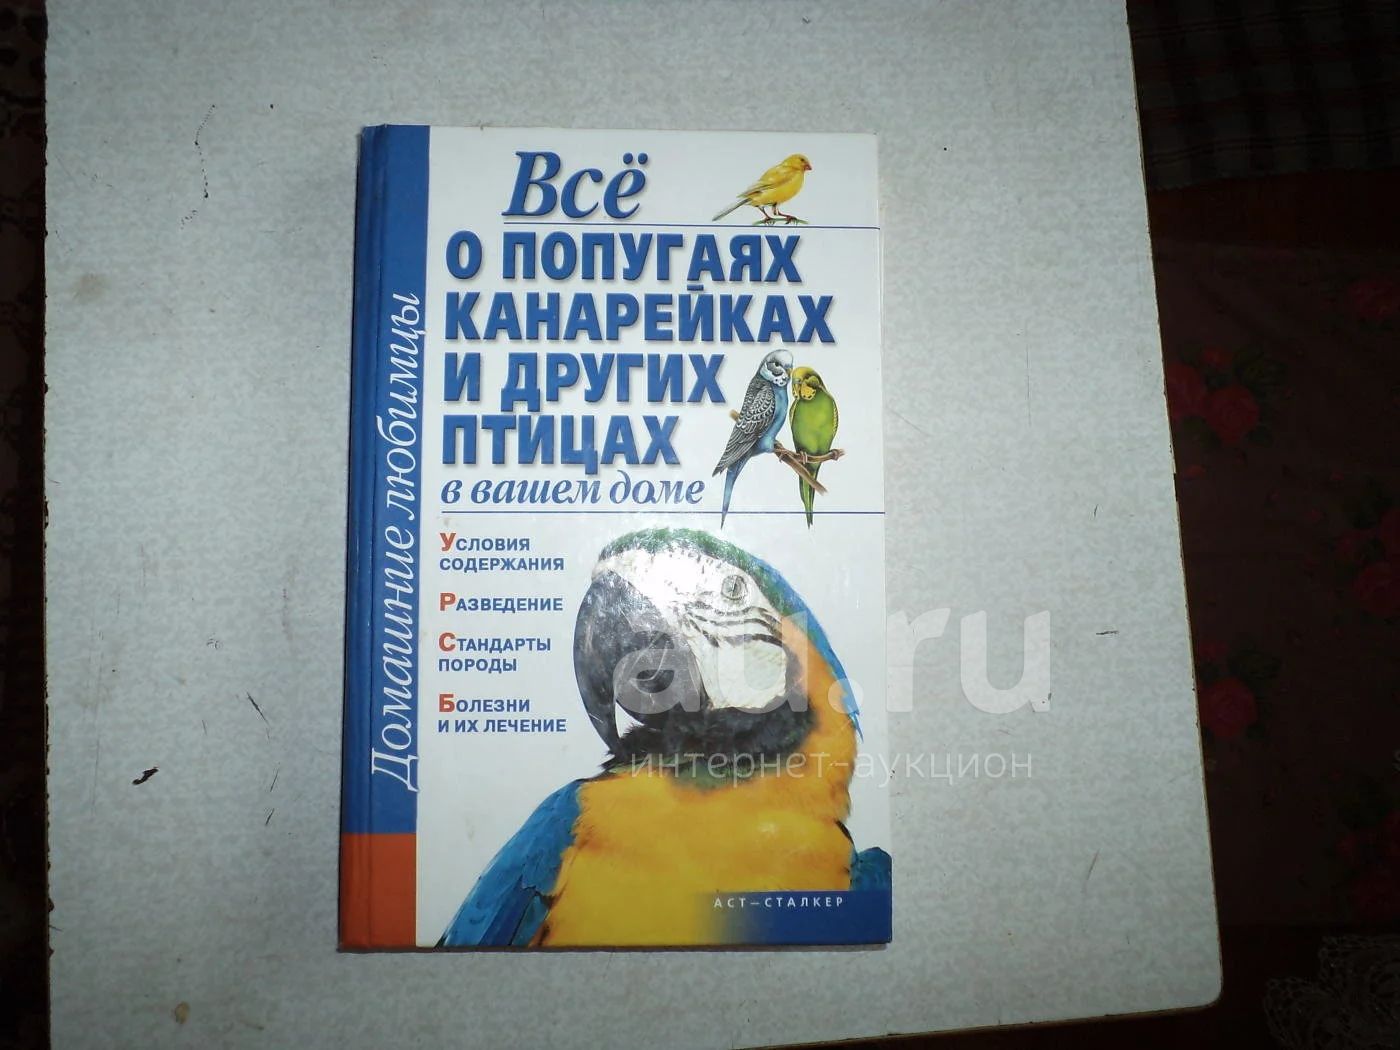 Домашние любимцы
Всё
О ПОПУГАЯХ
КАНАРЕЙКАХ
И ДРУГИХ
ПТИЦАХ
в вашем доме
УСЛОВИЯ
СОДЕРЖАНИЯ
РАЗВЕДЕНИЕ
СТАНДАРТЫ
ПОРОДЫ
БОЛЕЗНИ
И ИХ ЛЕЧЕНИЕ
au.ru
интернет-аукцион
АСТ—СТАЛКЕР